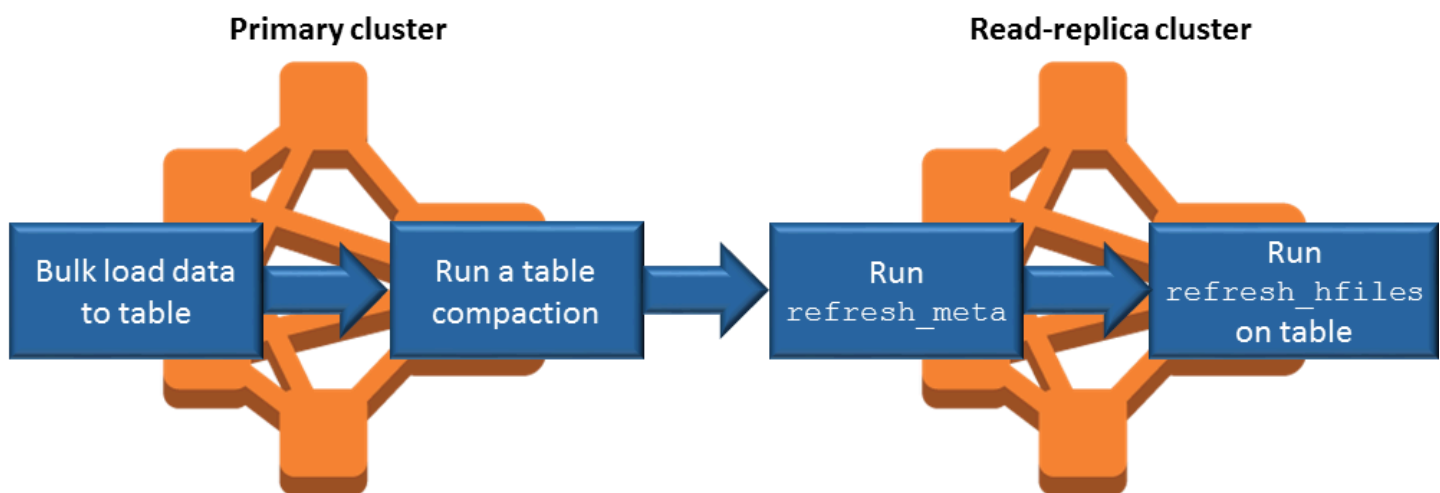 Primary cluster
Read-replica cluster
Bulk load data
to table
Run a table
compaction
Run
refresh_meta
Run
refresh_hfiles
on table